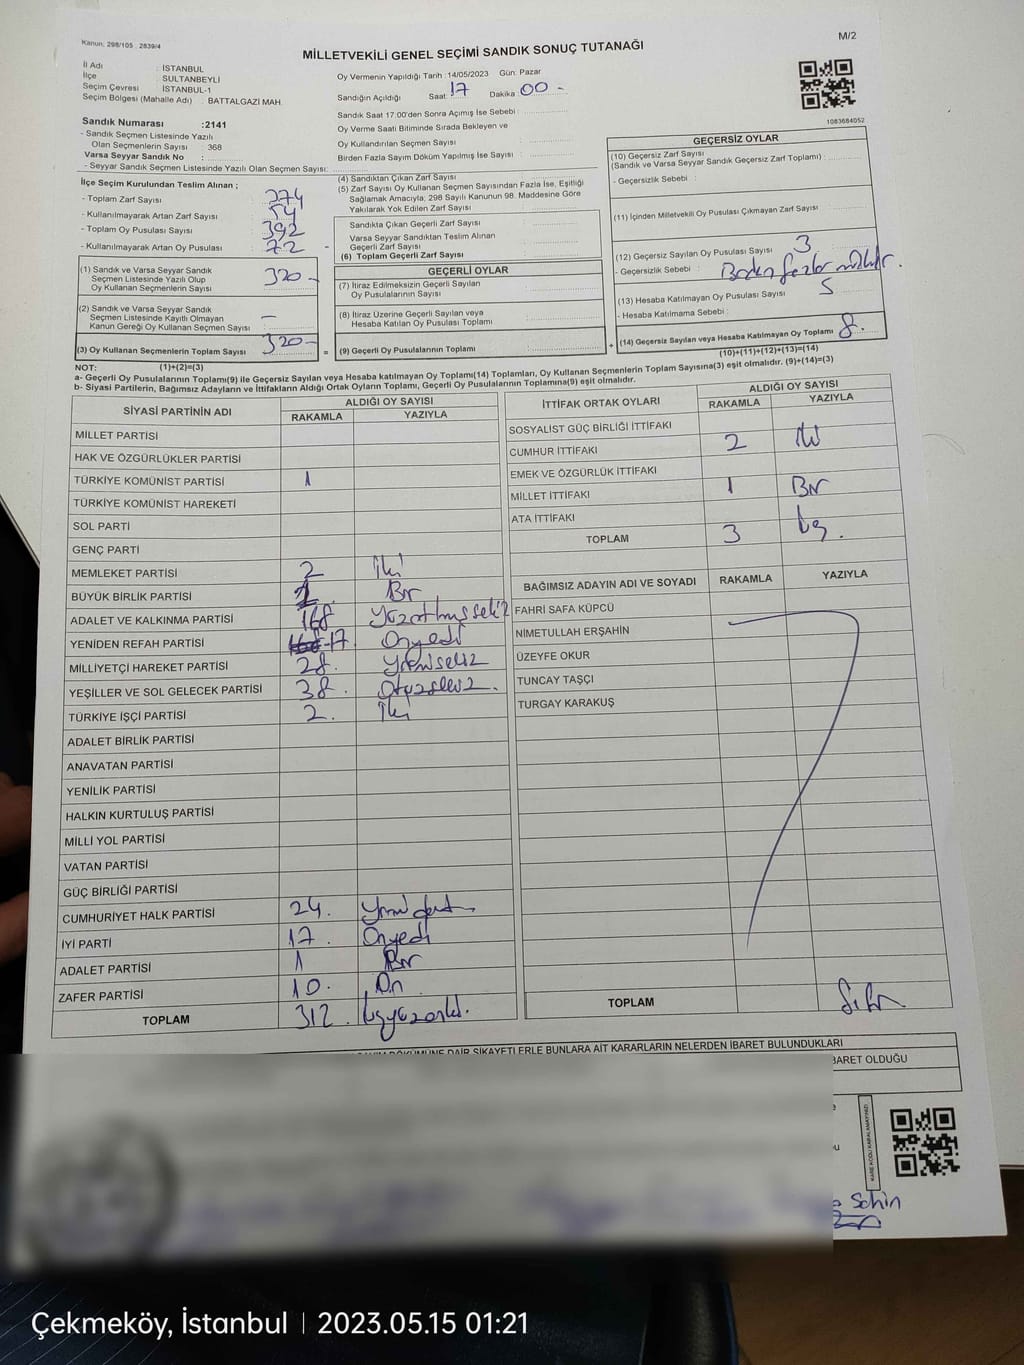 Kanun: 298/105 2839/4
M/2
MİLLETVEKİLİ GENEL SEÇİMİ SANDIK SONUÇ TUTANAĞI
İl Adı : İSTANBUL
İlçe : SULTANBEYLİ
Seçim Çevresi : İSTANBUL-1
Seçim Bölgesi (Mahalle Adı) : BATTALGAZİ MAH.
Oy Vermenin Yapıldığı Tarih : 14/05/2023 Gün: Pazar
Sandığın Açıldığı Saat 17 Dakika 00 -
Sandık Saat 17.00'den Sonra Açımış İse Sebebi :
Oy Verme Saati Bitiminde Sırada Bekleyen ve
Oy Kullandırılan Seçmen Sayısı :
Birden Fazla Sayım Döküm Yapılmış İse Sayısı :
1083684052
Sandık Numarası :2141
- Sandık Seçmen Listesinde Yazılı
Olan Seçmenlerin Sayısı : 368
Varsa Seyyar Sandık No :
- Seyyar Sandık Seçmen Listesinde Yazılı Olan Seçmen Sayısı:
İlçe Seçim Kurulundan Teslim Alınan ;
- Toplam Zarf Sayısı 374
- Kullanılmayarak Artan Zarf Sayısı 54
- Toplam Oy Pusulası Sayısı 392
- Kullanılmayarak Artan Oy Pusulası 72 -
(1) Sandık ve Varsa Seyyar Sandık
Seçmen Listesinde Yazılı Olup
Oy Kullanan Seçmenlerin Sayısı : 320 -
(2) Sandık ve Varsa Seyyar Sandık
Seçmen Listesinde Kayıtlı Olmayan
Kanun Gereği Oy Kullanan Seçmen Sayısı : -
(3) Oy Kullanan Seçmenlerin Toplam Sayısı 320 -
(1)+(2)=(3)
(4) Sandıktan Çıkan Zarf Sayısı :
(5) Zarf Sayısı Oy Kullanan Seçmen Sayısından Fazla İse, Eşitliği
Sağlamak Amacıyla; 298 Sayılı Kanunun 98. Maddesine Göre
Yakılarak Yok Edilen Zarf Sayısı :
Sandıkta Çıkan Geçerli Zarf Sayısı :
Varsa Seyyar Sandıktan Teslim Alınan
Geçerli Zarf Sayısı :
(6) Toplam Geçerli Zarf Sayısı :
GEÇERLİ OYLAR
(7) İtiraz Edilmeksizin Geçerli Sayılan
Oy Pusulalarının Sayısı :
(8) İtiraz Üzerine Geçerli Sayılan veya
Hesaba Katılan Oy Pusulası Toplamı :
= (9) Geçerli Oy Pusulalarının Toplamı :
GEÇERSİZ OYLAR
(10) Geçersiz Zarf Sayısı
(Sandık ve Varsa Seyyar Sandık Geçersiz Zarf Toplamı) :
- Geçersizlik Sebebi :
(11) İçinden Milletvekili Oy Pusulası Çıkmayan Zarf Sayısı :
(12) Geçersiz Sayılan Oy Pusulası Sayısı : 3
- Geçersizlik Sebebi :
(13) Hesaba Katılmayan Oy Pusulası Sayısı : 5
- Hesaba Katılmama Sebebi :
+ (14) Geçersiz Sayılan veya Hesaba Katılmayan Oy Toplamı 8.
(10)+(11)+(12)+(13)=(14)
NOT:
a- Geçerli Oy Pusulalarının Toplamı(9) ile Geçersiz Sayılan veya Hesaba katılmayan Oy Toplamı(14) Toplamları, Oy Kullanan Seçmenlerin Toplam Sayısına(3) eşit olmalıdır. (9)+(14)=(3)
b- Siyasi Partilerin, Bağımsız Adayların ve İttifakların Aldığı Ortak Oyların Toplamı, Geçerli Oy Pusulalarının Toplamına(9) eşit olmalıdır.
SİYASİ PARTİNİN ADI ALDIĞI OY SAYISI
RAKAMLA YAZIYLA
MİLLET PARTİSİ
HAK VE ÖZGÜRLÜKLER PARTİSİ
TÜRKİYE KOMÜNİST PARTİSİ 1
TÜRKİYE KOMÜNİST HAREKETİ
SOL PARTİ
GENÇ PARTİ
MEMLEKET PARTİSİ 2 İki
BÜYÜK BİRLİK PARTİSİ 1 Bir
ADALET VE KALKINMA PARTİSİ 168 Yüzatmışsekiz
YENİDEN REFAH PARTİSİ 17 Onyedi
MİLLİYETÇİ HAREKET PARTİSİ 28. Yirmisekiz
YEŞİLLER VE SOL GELECEK PARTİSİ 38. Otuzsekiz.
TÜRKİYE İŞÇİ PARTİSİ 2. İki
ADALET BİRLİK PARTİSİ
ANAVATAN PARTİSİ
YENİLİK PARTİSİ
HALKIN KURTULUŞ PARTİSİ
MİLLİ YOL PARTİSİ
VATAN PARTİSİ
GÜÇ BİRLİĞİ PARTİSİ
CUMHURİYET HALK PARTİSİ 24. Yirmidört
İYİ PARTİ 17. Onyedi
ADALET PARTİSİ 1 Bir
ZAFER PARTİSİ 10. On
TOPLAM 312. Üçyüzoniki.
İTTİFAK ORTAK OYLARI ALDIĞI OY SAYISI
RAKAMLA YAZIYLA
SOSYALİST GÜÇ BİRLİĞİ İTTİFAKI
CUMHUR İTTİFAKI 2 İki
EMEK VE ÖZGÜRLÜK İTTİFAKI
MİLLET İTTİFAKI 1 Bir
ATA İTTİFAKI
TOPLAM 3 Üç.
BAĞIMSIZ ADAYIN ADI VE SOYADI RAKAMLA YAZIYLA
FAHRİ SAFA KÜPCÜ
NİMETULLAH ERŞAHİN
ÜZEYFE OKUR
TUNCAY TAŞÇI
TURGAY KARAKUŞ
TOPLAM Sıfır
DÖKÜMÜNE DAİR ŞİKAYETLERLE BUNLARA AİT KARARLARIN NELERDEN İBARET BULUNDUKLARI
BARET OLDUĞU
KARE KODU KARALAMAYINIZ!
Şahin
Çekmeköy, İstanbul | 2023.05.15 01:21